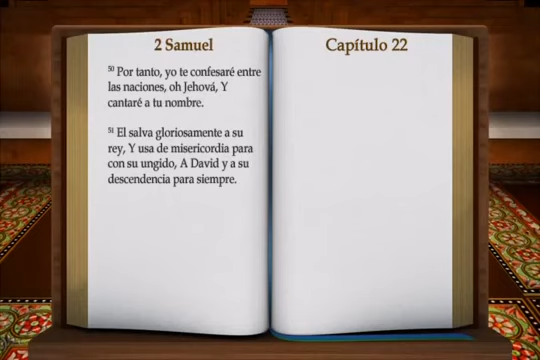 2 Samuel
⁵⁰ Por tanto, yo te confesaré entre
las naciones, oh Jehová, Y
cantaré a tu nombre.
⁵¹ El salva gloriosamente a su
rey, Y usa de misericordia para
con su ungido, A David y a su
descendencia para siempre.
Capítulo 22